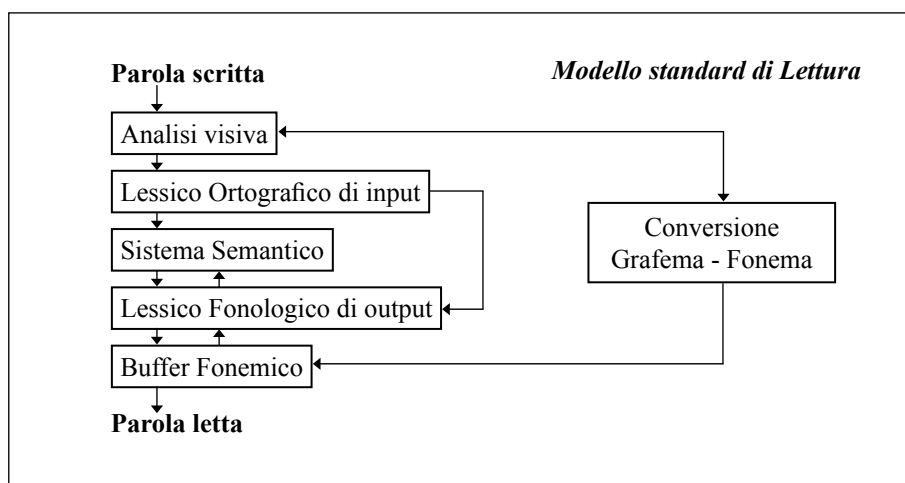 Parola scritta
Modello standard di Lettura
Analisi visiva
Lessico Ortografico di input
Sistema Semantico
Conversione
Grafema - Fonema
Lessico Fonologico di output
Buffer Fonemico
Parola letta